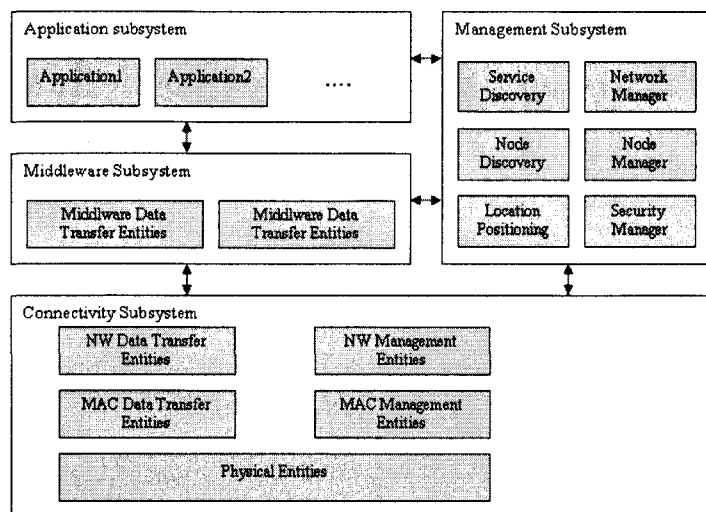 Application subsystem
Application1
Application2
....
Management Subsystem
Service
Discovery
Network
Manager
Node
Discovery
Node
Manager
Location
Positioning
Security
Manager
Middleware Subsystem
Middlware Data
Transfer Entities
Middlware Data
Transfer Entities
Connectivity Subsystem
NW Data Transfer
Entities
NW Management
Entities
MAC Data Transfer
Entities
MAC Management
Entities
Physical Entities